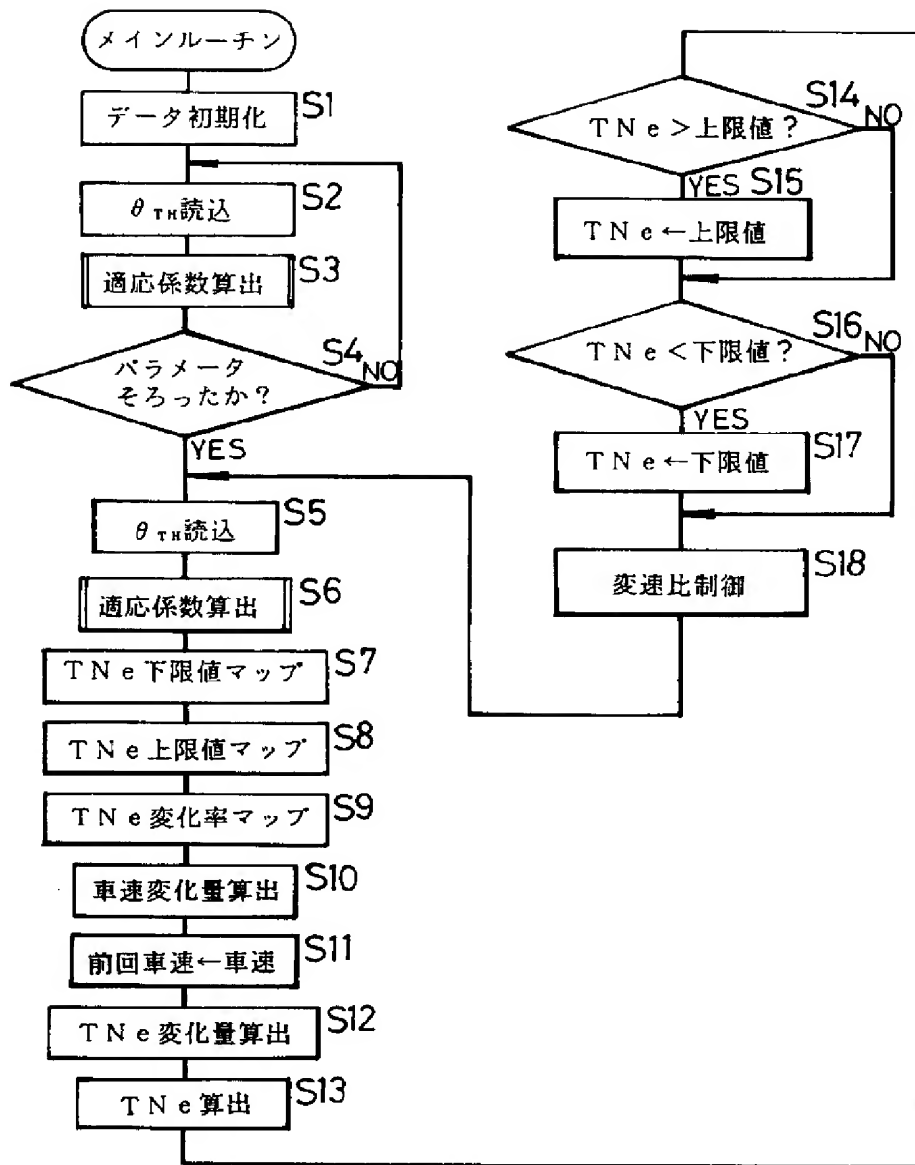 メインルーチン
データ初期化
S1
θTH読込
S2
適応係数算出
S3
パラメータ
そろったか?
S4
NO
YES
θTH読込
S5
適応係数算出
S6
TNe下限値マップ
S7
TNe上限値マップ
S8
TNe変化率マップ
S9
車速変化量算出
S10
前回車速←車速
S11
TNe変化量算出
S12
TNe算出
S13
TNe>上限値?
S14
NO
YES
S15
TNe←上限値
TNe<下限値?
S16
NO
YES
TNe←下限値
S17
変速比制御
S18